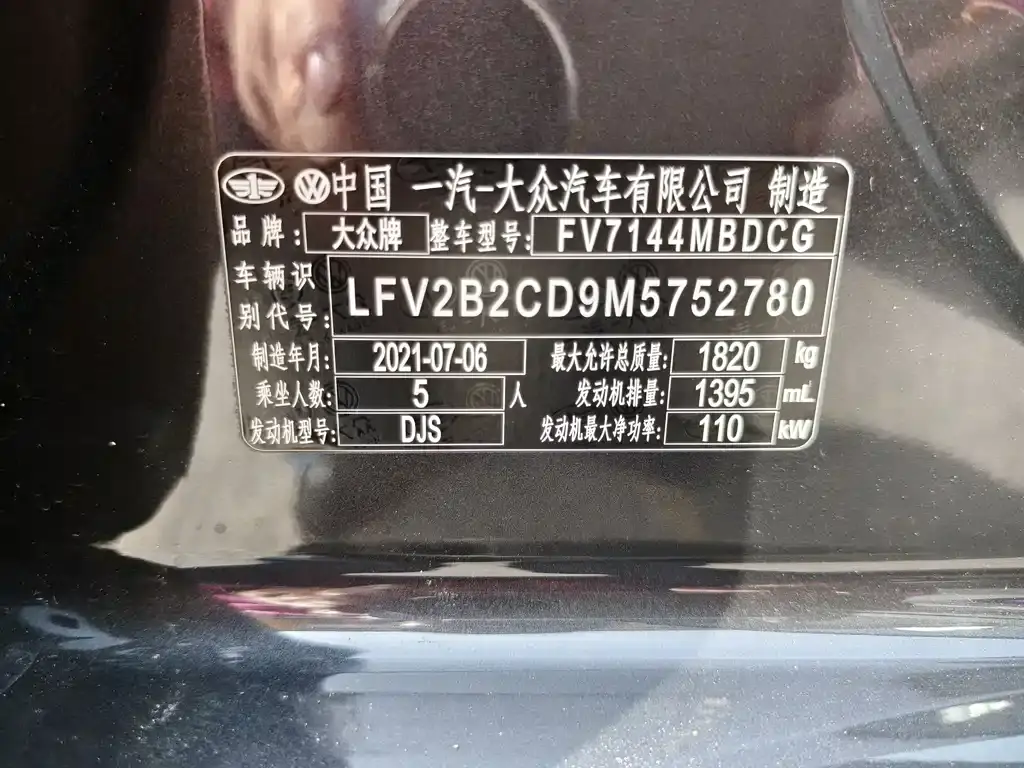 中国 一汽-大众汽车有限公司 制造
品牌: 大众牌 整车型号: FV7144MBDCG
车辆识别代号: LFV2B2CD9M5752780
制造年月: 2021-07-06 最大允许总质量: 1820 kg
乘坐人数: 5 人 发动机排量: 1395 mL
发动机型号: DJS 发动机最大净功率: 110 kW